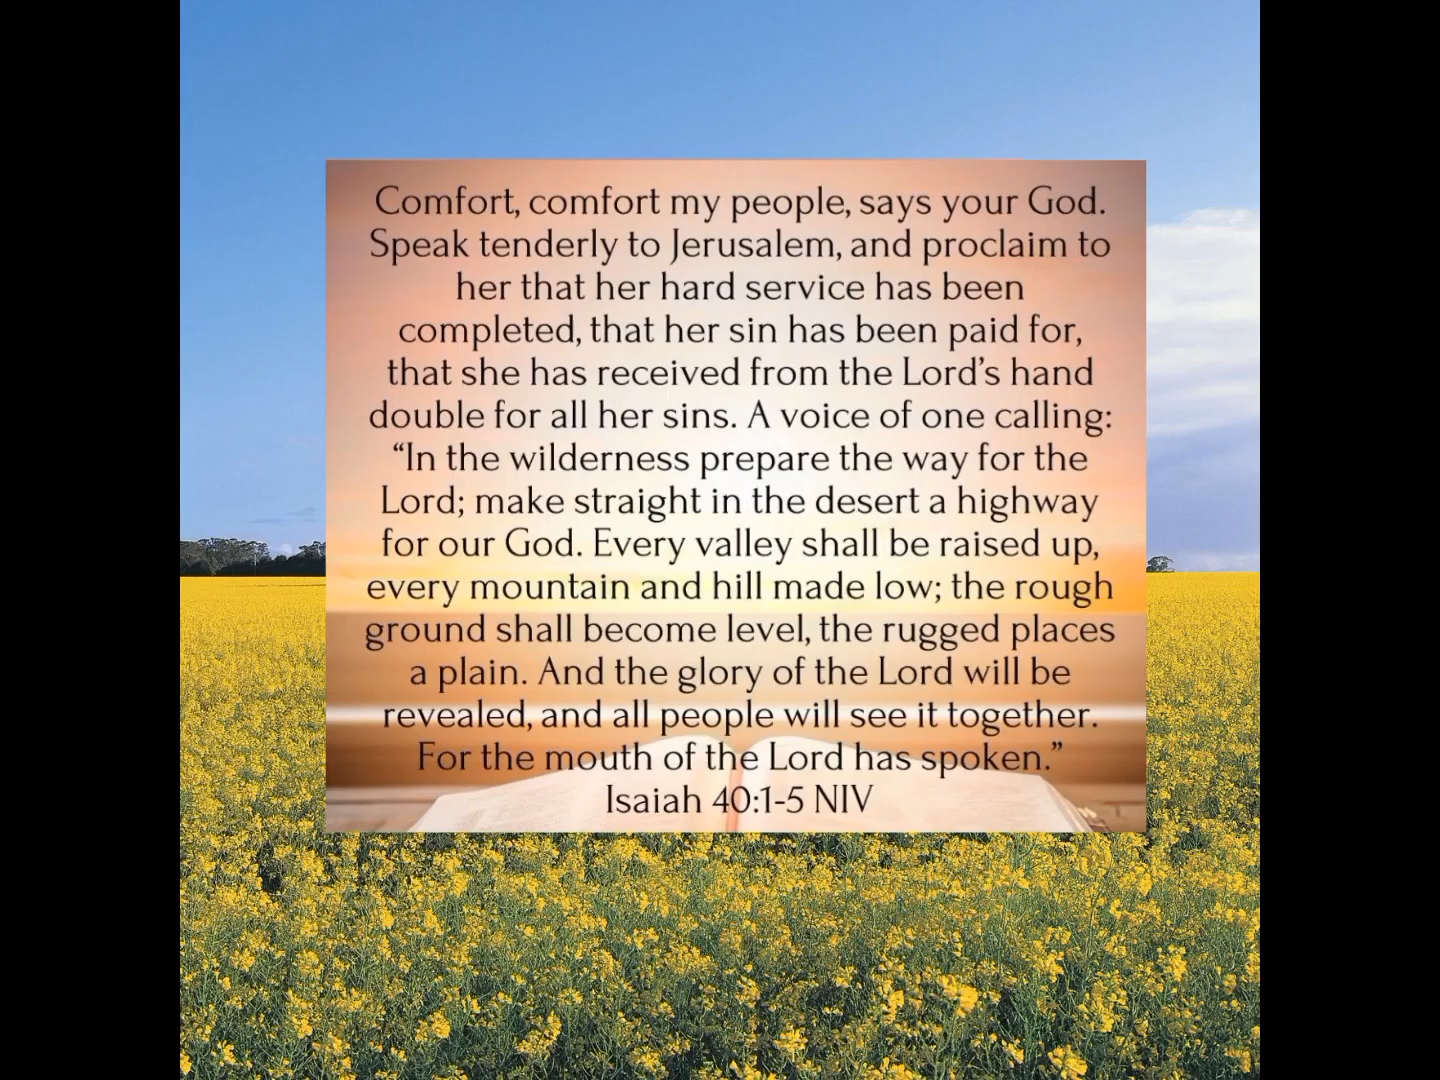 Comfort, comfort my people, says your God.
Speak tenderly to Jerusalem, and proclaim to
her that her hard service has been
completed, that her sin has been paid for,
that she has received from the Lord’s hand
double for all her sins. A voice of one calling:
“In the wilderness prepare the way for the
Lord; make straight in the desert a highway
for our God. Every valley shall be raised up,
every mountain and hill made low; the rough
ground shall become level, the rugged places
a plain. And the glory of the Lord will be
revealed, and all people will see it together.
For the mouth of the Lord has spoken.”
Isaiah 40:1-5 NIV